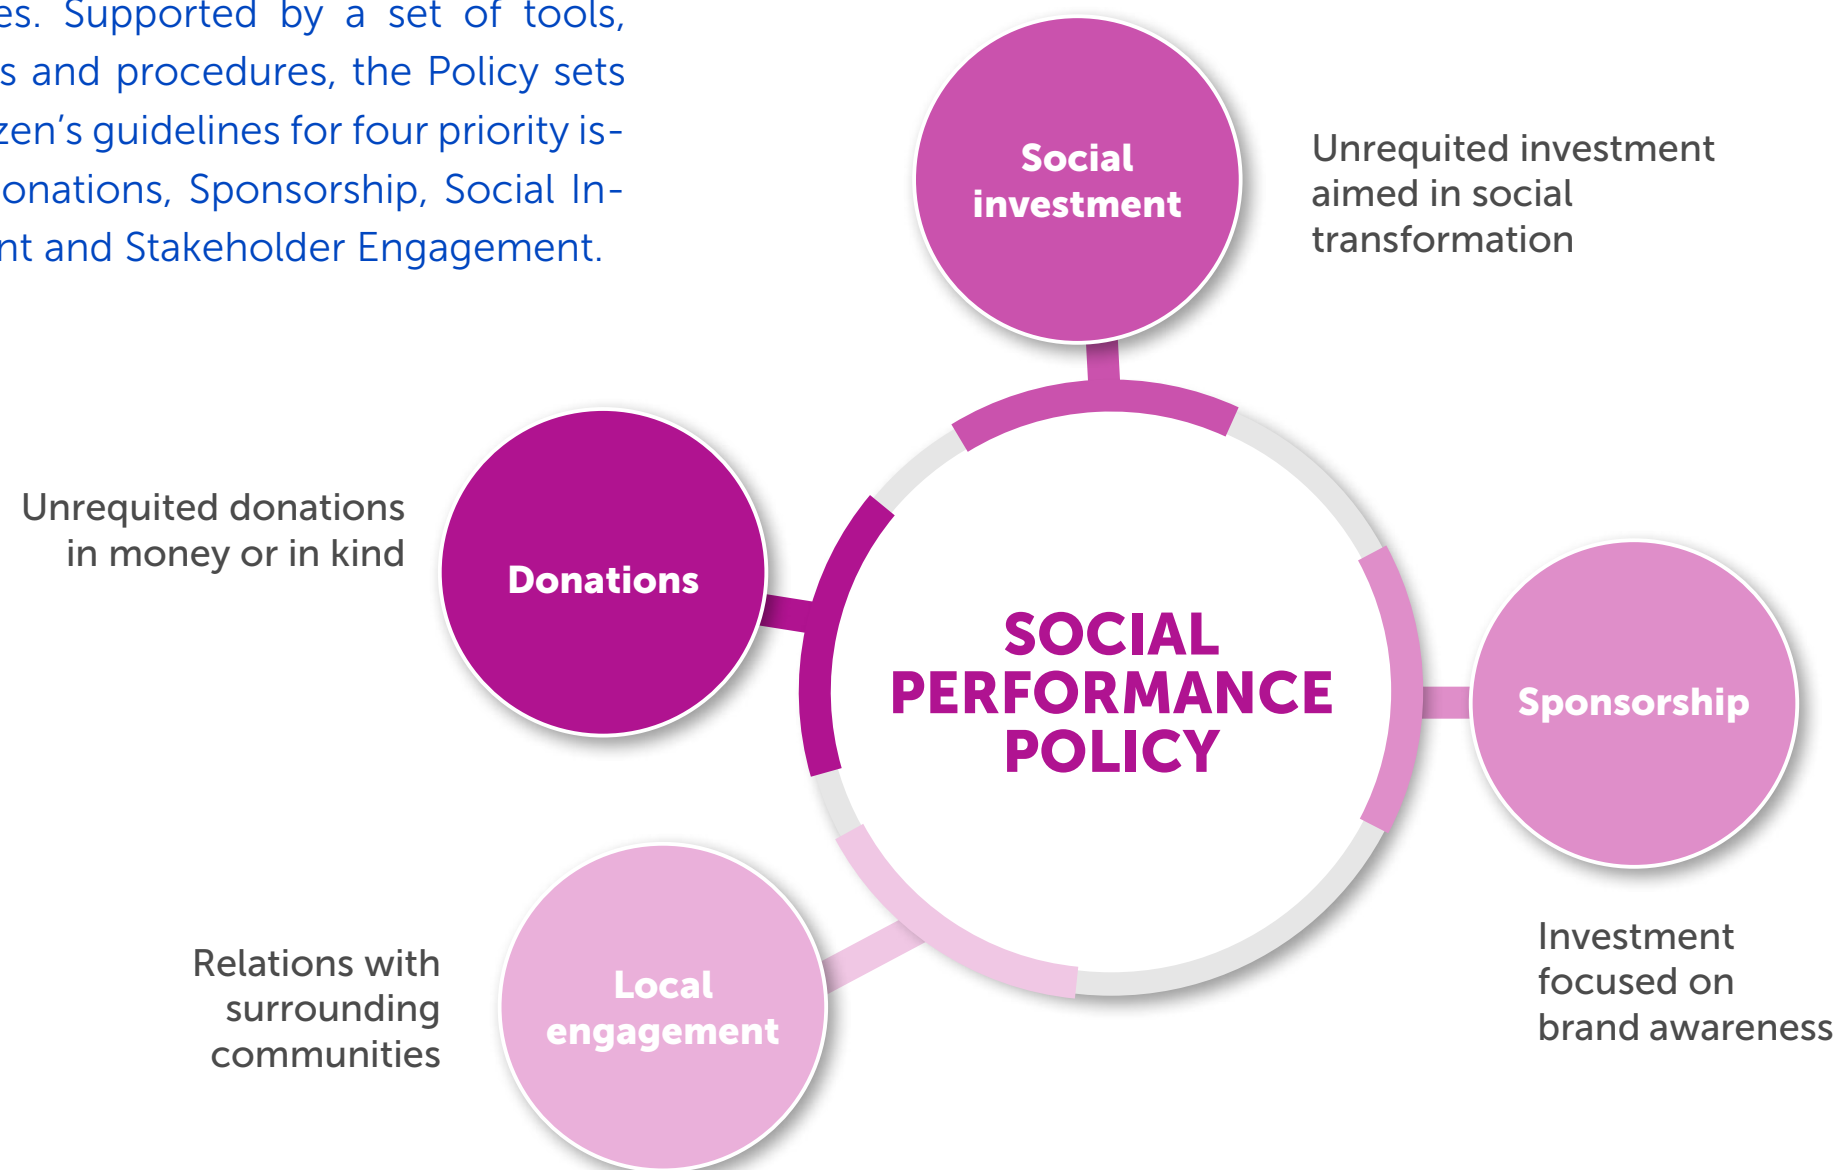 es. Supported by a set of tools,
s and procedures, the Policy sets
zen's guidelines for four priority is-
onations, Sponsorship, Social In-
nt and Stakeholder Engagement.
Social
investment
Unrequited investment
aimed in social
transformation
Unrequited donations
in money or in kind
Donations
SOCIAL
PERFORMANCE
POLICY
Sponsorship
Investment
focused on
brand awareness
Relations with
surrounding
communities
Local
engagement